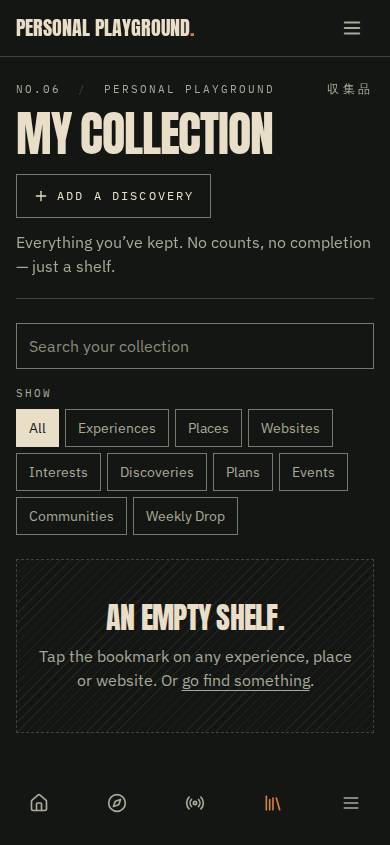 PERSONAL PLAYGROUND.
NO.06 / PERSONAL PLAYGROUND 収集品
MY COLLECTION
+ ADD A DISCOVERY
Everything you’ve kept. No counts, no completion
— just a shelf.
Search your collection
SHOW
All Experiences Places Websites
Interests Discoveries Plans Events
Communities Weekly Drop
AN EMPTY SHELF.
Tap the bookmark on any experience, place
or website. Or go find something.